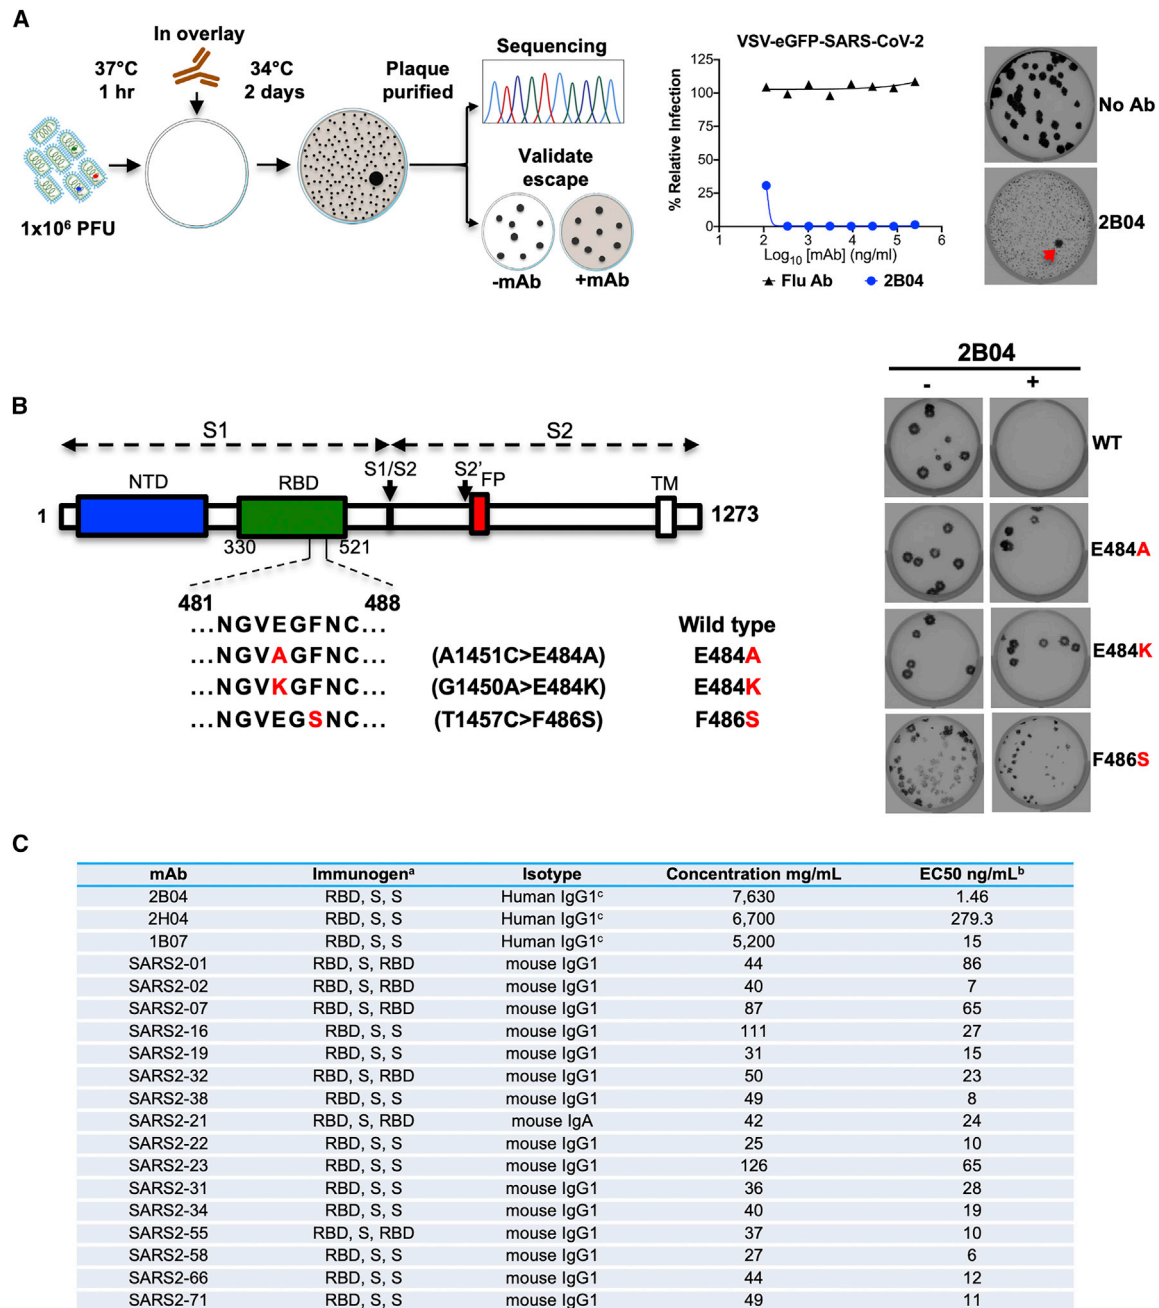 A
In overlay
37°C
1 hr
34°C
2 days
1x10⁶ PFU
Plaque
purified
Sequencing
Validate
escape
-mAb
+mAb
VSV-eGFP-SARS-CoV-2
% Relative Infection
125
100
75
50
25
0
1 2 3 4 5 6
Log₁₀ [mAb] (ng/ml)
Flu Ab 2B04
No Ab
2B04
B
S1 S2
NTD RBD S1/S2 S2' FP TM
1 1273
330 521
481 488
...NGVEGFNC... Wild type
...NGVAGFNC... (A1451C>E484A) E484A
...NGVKGFNC... (G1450A>E484K) E484K
...NGVEGSNC... (T1457C>F486S) F486S
2B04
- +
WT
E484A
E484K
F486S
C
mAb Immunogenᵃ Isotype Concentration mg/mL EC50 ng/mLᵇ
2B04 RBD, S, S Human IgG1ᶜ 7,630 1.46
2H04 RBD, S, S Human IgG1ᶜ 6,700 279.3
1B07 RBD, S, S Human IgG1ᶜ 5,200 15
SARS2-01 RBD, S, RBD mouse IgG1 44 86
SARS2-02 RBD, S, RBD mouse IgG1 40 7
SARS2-07 RBD, S, RBD mouse IgG1 87 65
SARS2-16 RBD, S, S mouse IgG1 111 27
SARS2-19 RBD, S, S mouse IgG1 31 15
SARS2-32 RBD, S, RBD mouse IgG1 50 23
SARS2-38 RBD, S, S mouse IgG1 49 8
SARS2-21 RBD, S, RBD mouse IgA 42 24
SARS2-22 RBD, S, S mouse IgG1 25 10
SARS2-23 RBD, S, S mouse IgG1 126 65
SARS2-31 RBD, S, S mouse IgG1 36 28
SARS2-34 RBD, S, S mouse IgG1 40 19
SARS2-55 RBD, S, RBD mouse IgG1 37 10
SARS2-58 RBD, S, S mouse IgG1 27 6
SARS2-66 RBD, S, S mouse IgG1 44 12
SARS2-71 RBD, S, S mouse IgG1 49 11